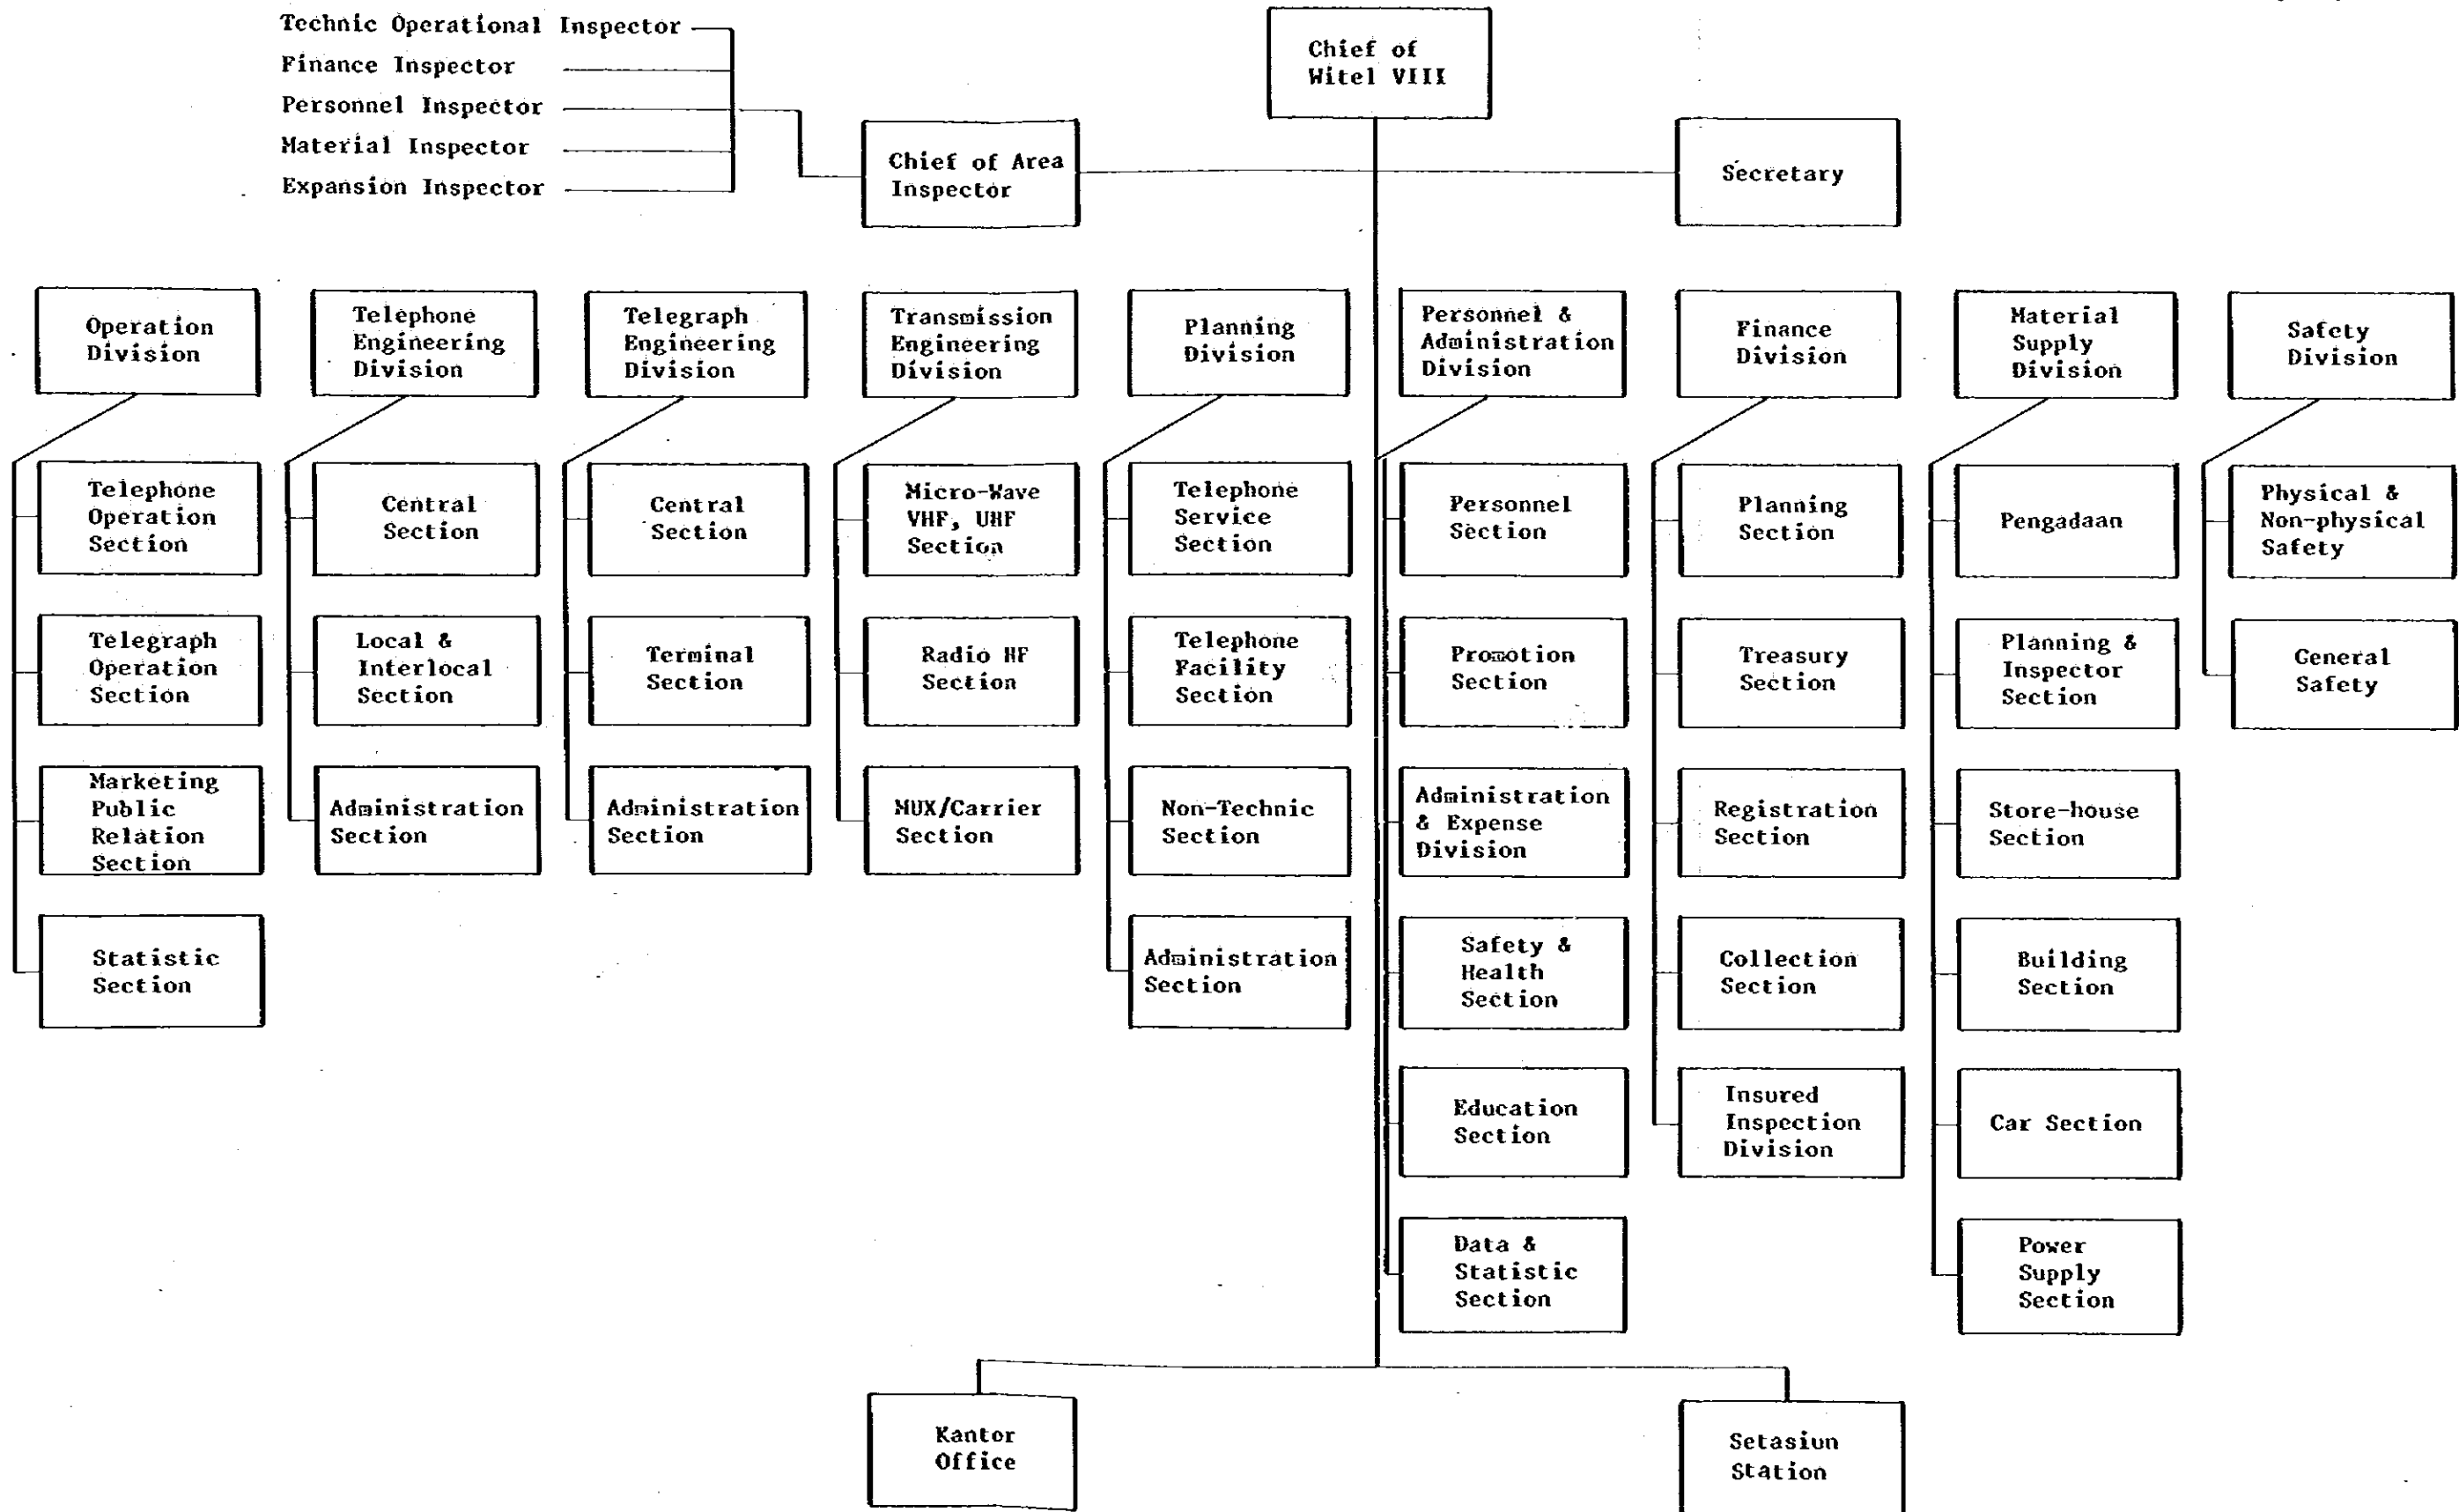 Technic Operational Inspector
Finance Inspector
Personnel Inspector
Material Inspector
Expansion Inspector
Chief of
Witel VIII
Chief of Area
Inspector
Secretary
Operation
Division
Telephone
Engineering
Division
Telegraph
Engineering
Division
Transmission
Engineering
Division
Planning
Division
Personnel &
Administration
Division
Finance
Division
Material
Supply
Division
Safety
Division
Telephone
Operation
Section
Central
Section
Central
Section
Micro-Wave
VHF, UHF
Section
Telephone
Service
Section
Personnel
Section
Planning
Section
Pengadaan
Physical &
Non-physical
Safety
Telegraph
Operation
Section
Local &
Interlocal
Section
Terminal
Section
Radio HF
Section
Telephone
Facility
Section
Promotion
Section
Treasury
Section
Planning &
Inspector
Section
General
Safety
Marketing
Public
Relation
Section
Administration
Section
Administration
Section
MUX/Carrier
Section
Non-Technic
Section
Administration
& Expense
Division
Registration
Section
Store-house
Section
Statistic
Section
Administration
Section
Safety &
Health
Section
Collection
Section
Building
Section
Education
Section
Insured
Inspection
Division
Car Section
Data &
Statistic
Section
Power
Supply
Section
Kantor
Office
Setasiun
Station